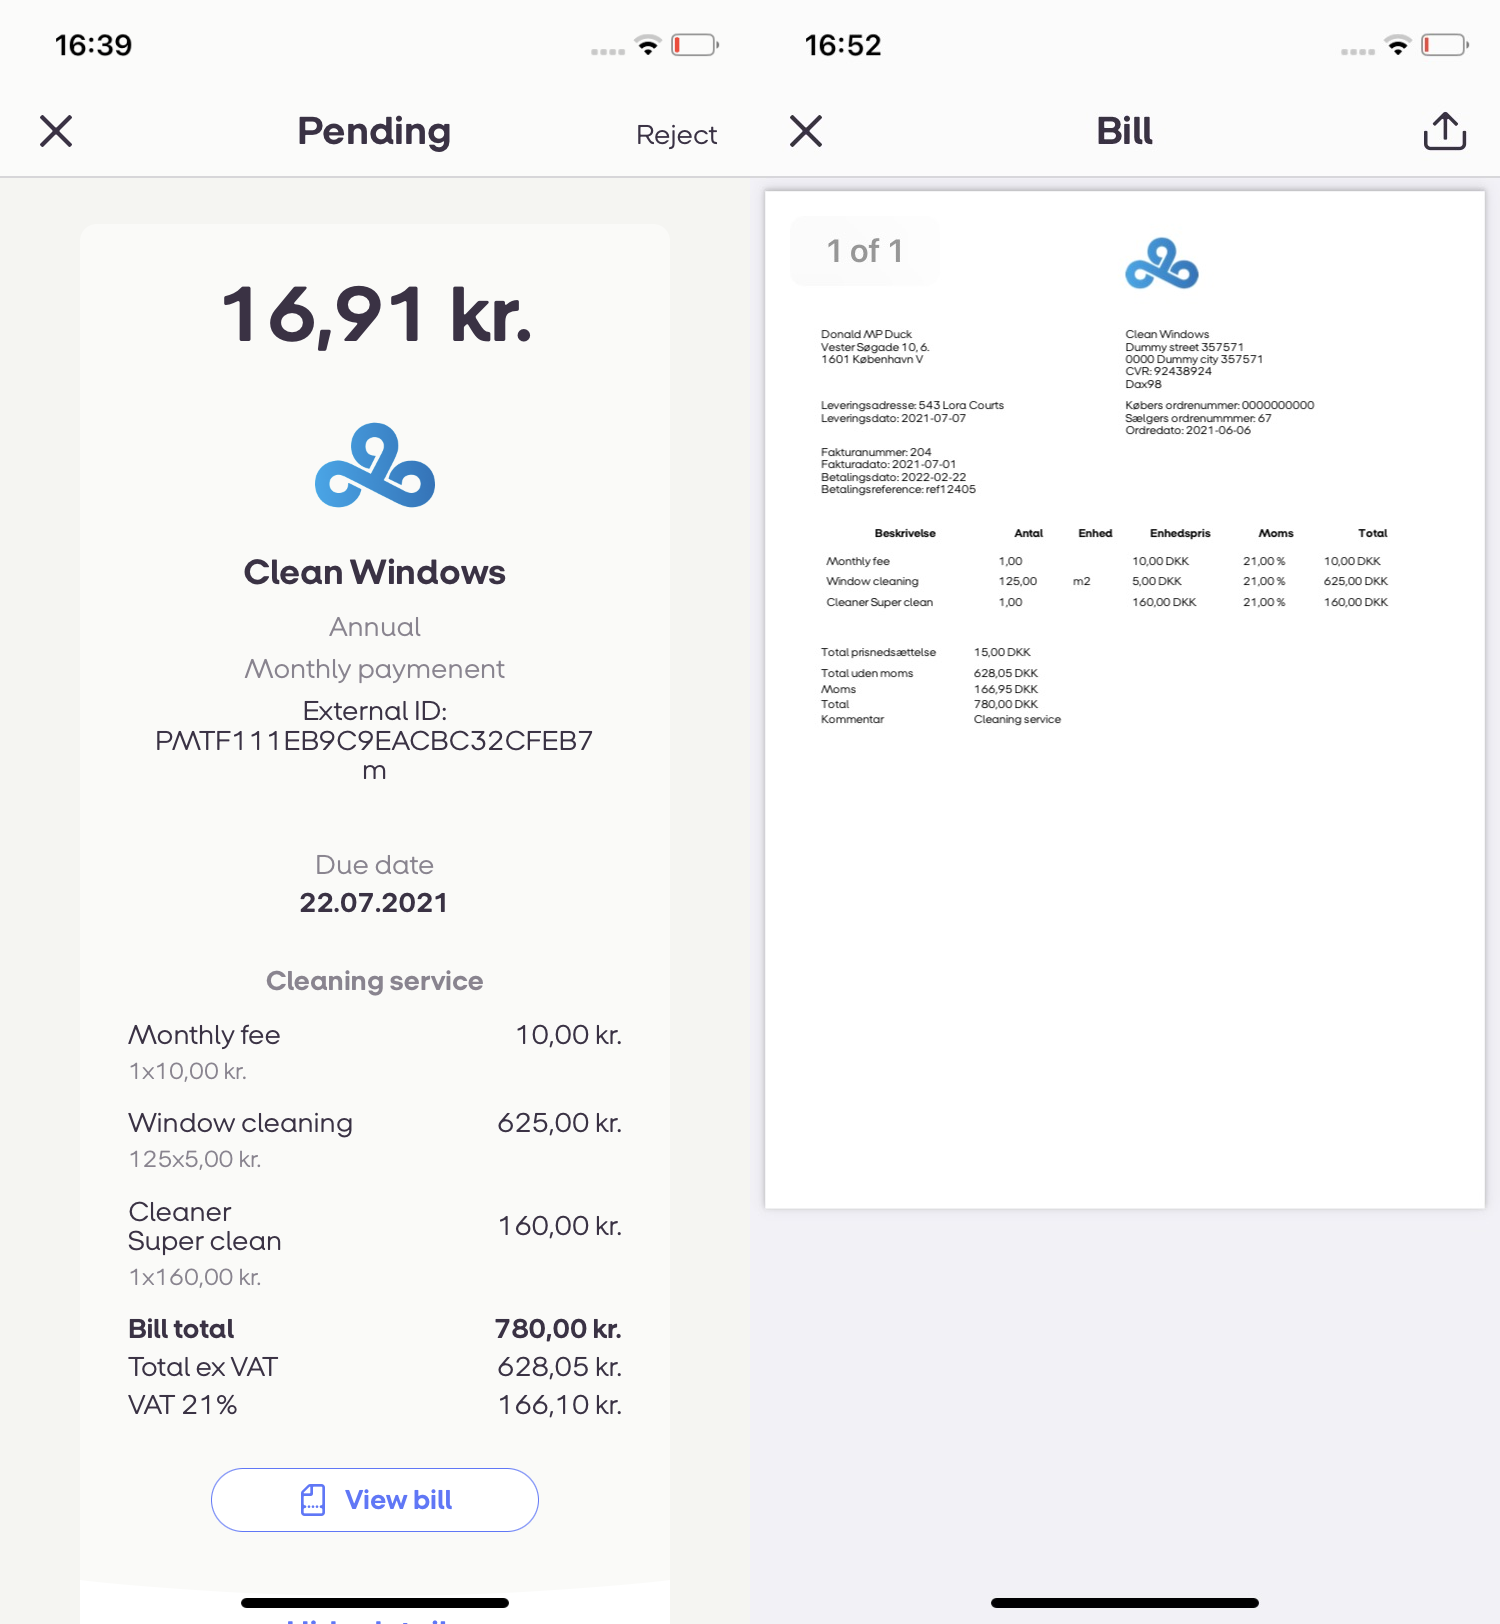 16:39
Pending
Reject
16,91 kr.
Clean Windows
Annual
Monthly paymenent
External ID:
PMTF111EB9C9EACBC32CFEB7
m
Due date
22.07.2021
Cleaning service
Monthly fee 10,00 kr.
1x10,00 kr.
Window cleaning 625,00 kr.
125x5,00 kr.
Cleaner
Super clean 160,00 kr.
1x160,00 kr.
Bill total 780,00 kr.
Total ex VAT 628,05 kr.
VAT 21% 166,10 kr.
View bill
16:52
Bill
1 of 1
Donald MP Duck
Vester Søgade 10, 6.
1601 København V
Clean Windows
Dummy street 357571
0000 Dummy city 357571
CVR: 92438924
Dax98
Leveringsadresse: 543 Lora Courts
Leveringsdato: 2021-07-07
Købers ordrenummer: 0000000000
Sælgers ordrenummmer: 67
Ordredato: 2021-06-06
Fakturanummer: 204
Fakturadato: 2021-07-01
Betalingsdato: 2022-02-22
Betalingsreference: ref12405
Beskrivelse Antal Enhed Enhedspris Moms Total
Monthly fee 1,00 10,00 DKK 21,00 % 10,00 DKK
Window cleaning 125,00 m2 5,00 DKK 21,00 % 625,00 DKK
Cleaner Super clean 1,00 160,00 DKK 21,00 % 160,00 DKK
Total prisnedsættelse 15,00 DKK
Total uden moms 628,05 DKK
Moms 166,95 DKK
Total 780,00 DKK
Kommentar Cleaning service